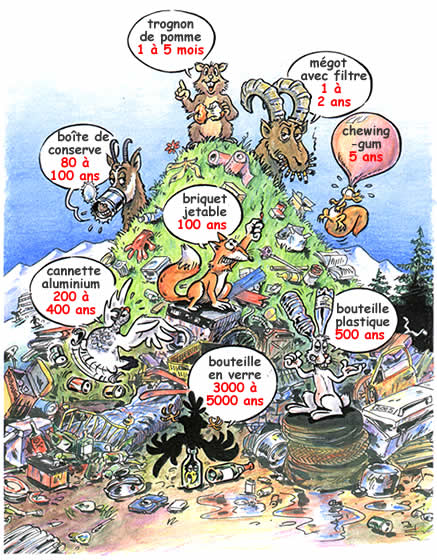 trognon
de pomme
1 à 5 mois
mégot
avec filtre
1 à
2 ans
boîte de
conserve
80 à
100 ans
chewing
-gum
5 ans
briquet
jetable
100 ans
cannette
aluminium
200 à
400 ans
bouteille
plastique
500 ans
bouteille
en verre
3000 à
5000 ans